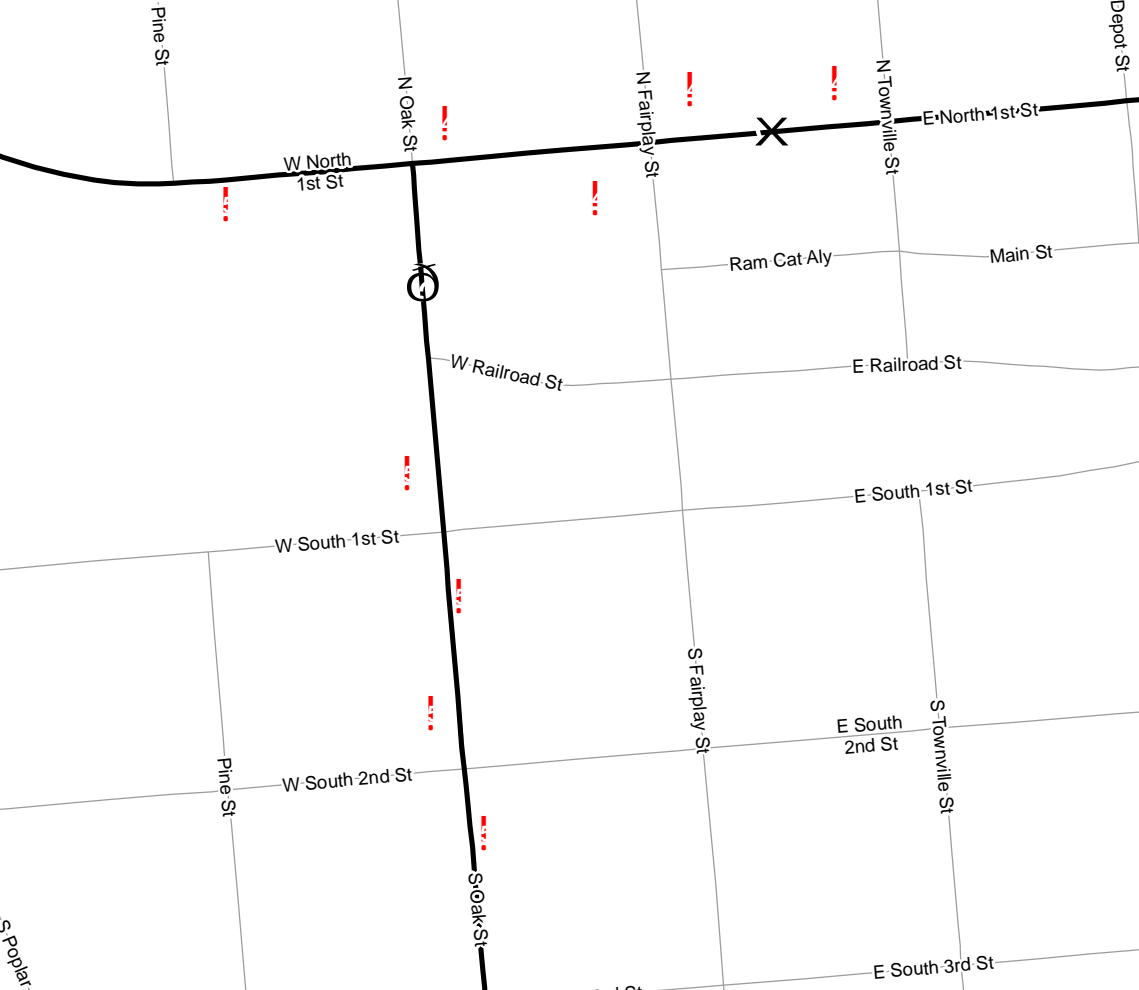 Pine St
N Oak St
N Fairplay St
N Townville St
Depot St
E North 1st St
W North
1st St
Ram Cat Aly
Main St
W Railroad St
E Railroad St
E South 1st St
W South 1st St
S Fairplay St
S Townville St
E South
2nd St
W South 2nd St
Pine St
S Oak St
S Poplar
E South 3rd St